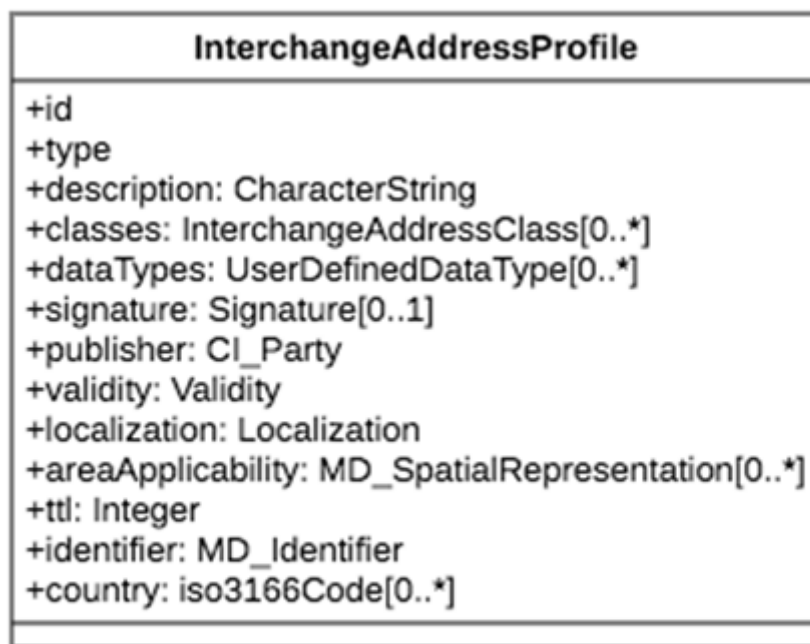 InterchangeAddressProfile
+id
+type
+description: CharacterString
+classes: InterchangeAddressClass[0..*]
+dataTypes: UserDefinedDataType[0..*]
+signature: Signature[0..1]
+publisher: CI_Party
+validity: Validity
+localization: Localization
+areaApplicability: MD_SpatialRepresentation[0..*]
+ttl: Integer
+identifier: MD_Identifier
+country: iso3166Code[0..*]